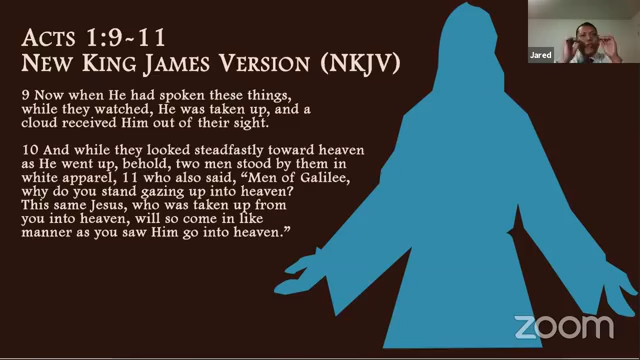 Acts 1:9-11
New King James Version (NKJV)
9 Now when He had spoken these things,
while they watched, He was taken up, and a
cloud received Him out of their sight.
10 And while they looked steadfastly toward heaven
as He went up, behold, two men stood by them in
white apparel, 11 who also said, “Men of Galilee,
why do you stand gazing up into heaven?
This same Jesus, who was taken up from
you into heaven, will so come in like
manner as you saw Him go into heaven.”
Jared
zoom